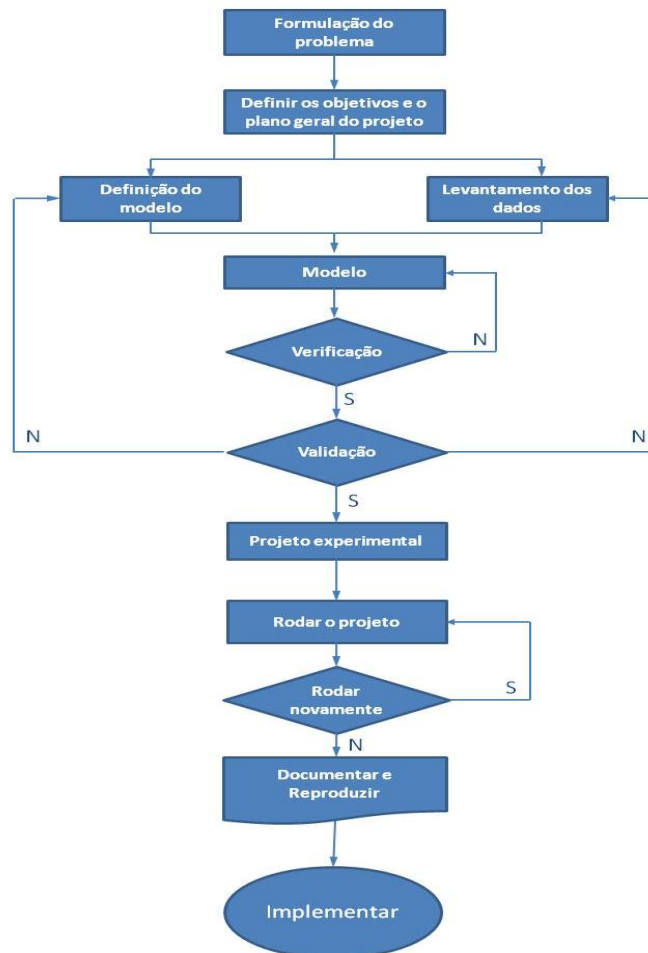 Formulação do
problema
Definir os objetivos e o
plano geral do projeto
Definição do
modelo
Levantamento dos
dados
Modelo
Verificação
N
S
N
Validação
N
S
Projeto experimental
Rodar o projeto
Rodar
novamente
S
N
Documentar e
Reproduzir
Implementar